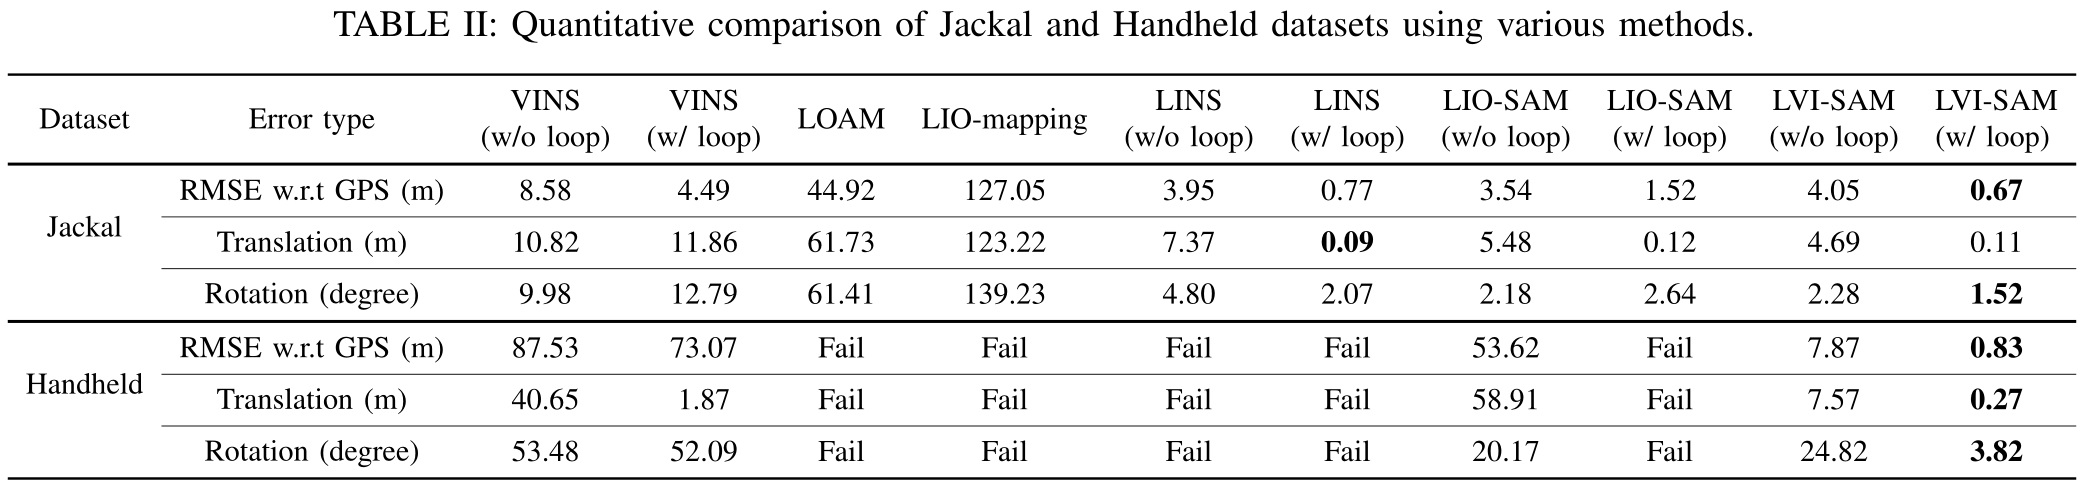 TABLE II: Quantitative comparison of Jackal and Handheld datasets using various methods.
Dataset Error type VINS (w/o loop) VINS (w/ loop) LOAM LIO-mapping LINS (w/o loop) LINS (w/ loop) LIO-SAM (w/o loop) LIO-SAM (w/ loop) LVI-SAM (w/o loop) LVI-SAM (w/ loop)
Jackal
RMSE w.r.t GPS (m) 8.58 4.49 44.92 127.05 3.95 0.77 3.54 1.52 4.05 0.67
Translation (m) 10.82 11.86 61.73 123.22 7.37 0.09 5.48 0.12 4.69 0.11
Rotation (degree) 9.98 12.79 61.41 139.23 4.80 2.07 2.18 2.64 2.28 1.52
Handheld
RMSE w.r.t GPS (m) 87.53 73.07 Fail Fail Fail Fail 53.62 Fail 7.87 0.83
Translation (m) 40.65 1.87 Fail Fail Fail Fail 58.91 Fail 7.57 0.27
Rotation (degree) 53.48 52.09 Fail Fail Fail Fail 20.17 Fail 24.82 3.82